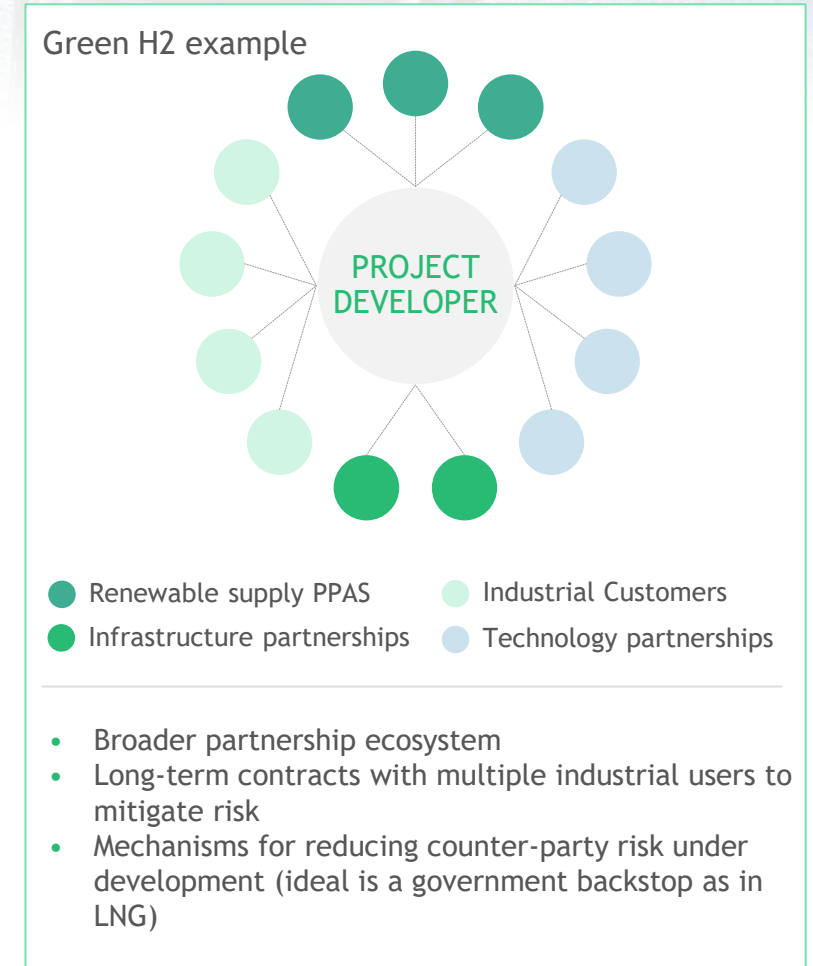 Green H2 example
PROJECT
DEVELOPER
Renewable supply PPAS
Industrial Customers
Infrastructure partnerships
Technology partnerships
• Broader partnership ecosystem
• Long-term contracts with multiple industrial users to
mitigate risk
• Mechanisms for reducing counter-party risk under
development (ideal is a government backstop as in
LNG)